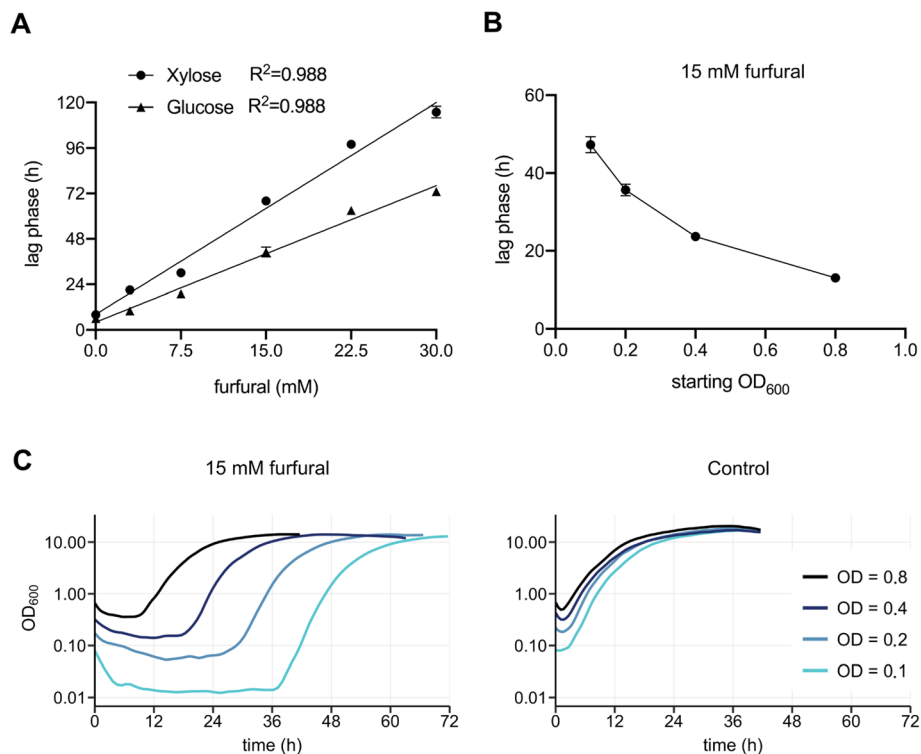 A
Xylose R²=0.988
Glucose R²=0.988
lag phase (h)
120
96
72
48
24
0
0.0 7.5 15.0 22.5 30.0
furfural (mM)
B
15 mM furfural
lag phase (h)
60
40
20
0
0.0 0.2 0.4 0.6 0.8 1.0
starting OD₆₀₀
C
15 mM furfural
OD₆₀₀
10.00
1.00
0.10
0.01
0 12 24 36 48 60 72
time (h)
Control
10.00
1.00
0.10
0.01
OD = 0.8
OD = 0.4
OD = 0.2
OD = 0.1
0 12 24 36 48 60 72
time (h)